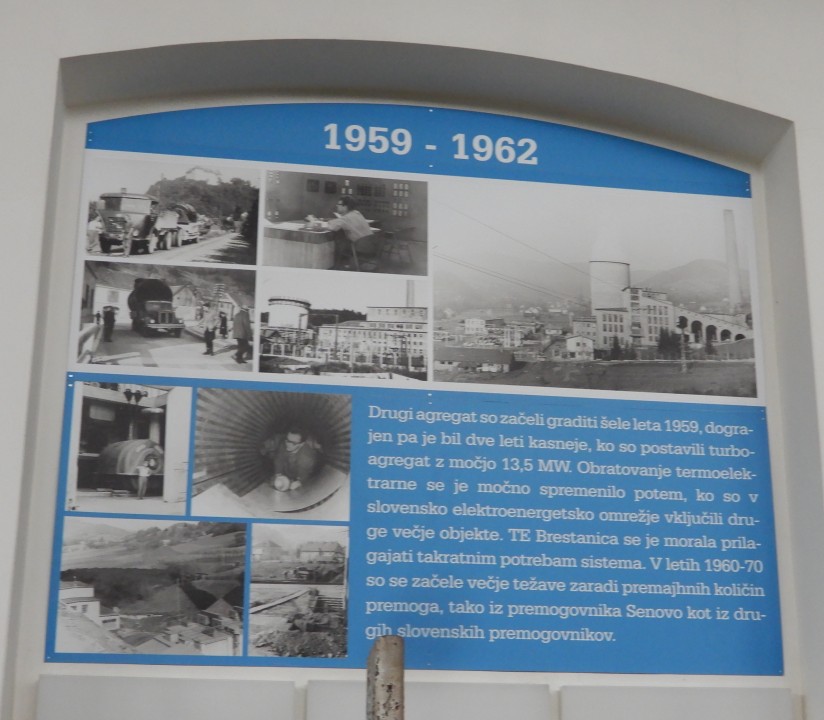 1959 - 1962
Drugi agregat so začeli graditi šele leta 1959, dogra-
jen pa je bil dve leti kasneje, ko so postavili turbo-
agregat z močjo 13,5 MW. Obratovanje termoelek-
trarne se je močno spremenilo potem, ko so v
slovensko elektroenergetsko omrežje vključili dru-
ge večje objekte. TE Brestanica se je morala prila-
gajati takratnim potrebam sistema. V letih 1960-70
so se začele večje težave zaradi premajhnih količin
premoga, tako iz premogovnika Senovo kot iz dru-
gih slovenskih premogovnikov.